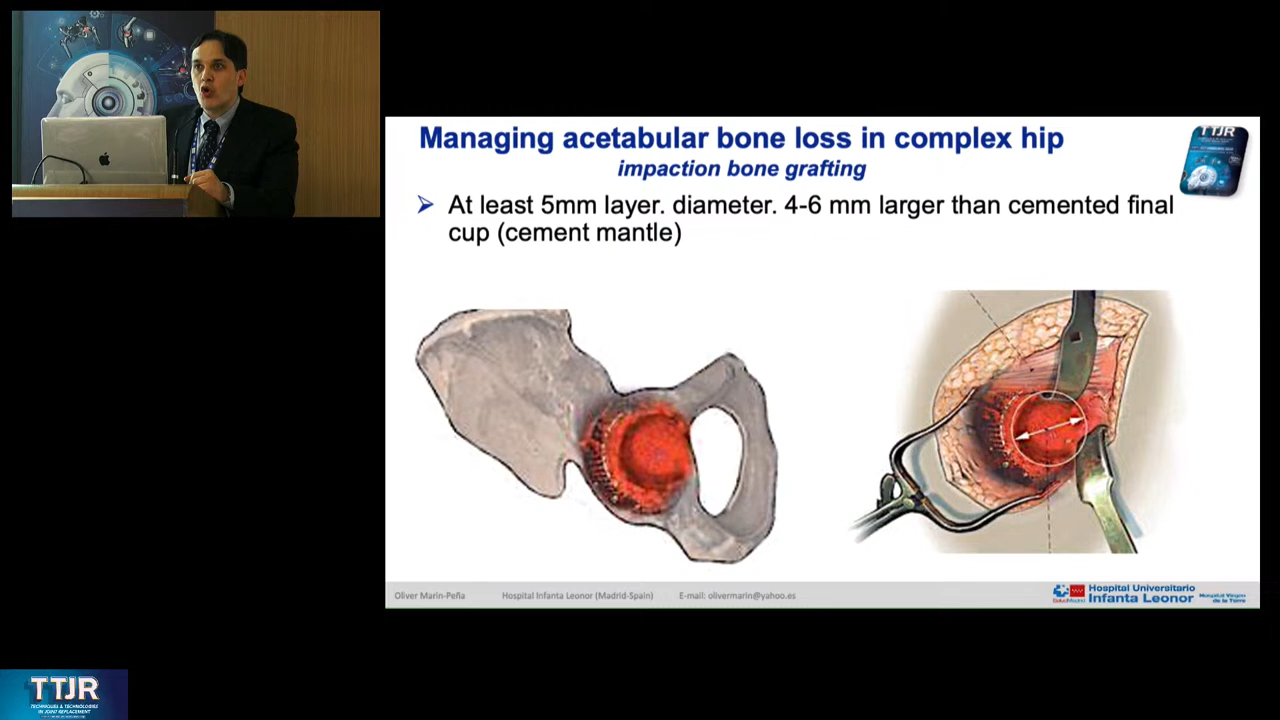 Managing acetabular bone loss in complex hip
impaction bone grafting
➢ At least 5mm layer. diameter. 4-6 mm larger than cemented final
cup (cement mantle)
TTJR
Oliver Marin-Peña
Hospital Infanta Leonor (Madrid-Spain)
E-mail: olivermarin@yahoo.es
SaludMadrid
Hospital Universitario
Infanta Leonor
Hospital Virgen
de la Torre
TTJR
TECHNIQUES & TECHNOLOGIES
IN JOINT REPLACEMENT